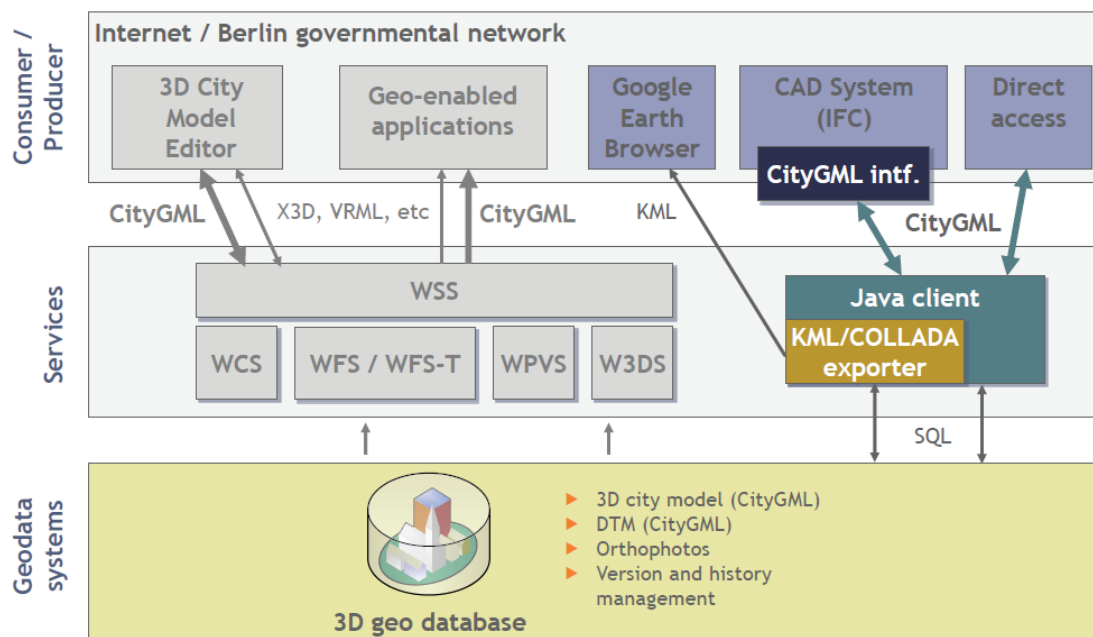 Consumer /
Producer
Internet / Berlin governmental network
3D City
Model
Editor
Geo-enabled
applications
Google
Earth
Browser
CAD System
(IFC)
CityGML intf.
Direct
access
CityGML
X3D, VRML, etc
CityGML
KML
CityGML
Services
WSS
WCS
WFS / WFS-T
WPVS
W3DS
Java client
KML/COLLADA
exporter
SQL
Geodata
systems
3D geo database
3D city model (CityGML)
DTM (CityGML)
Orthophotos
Version and history
management